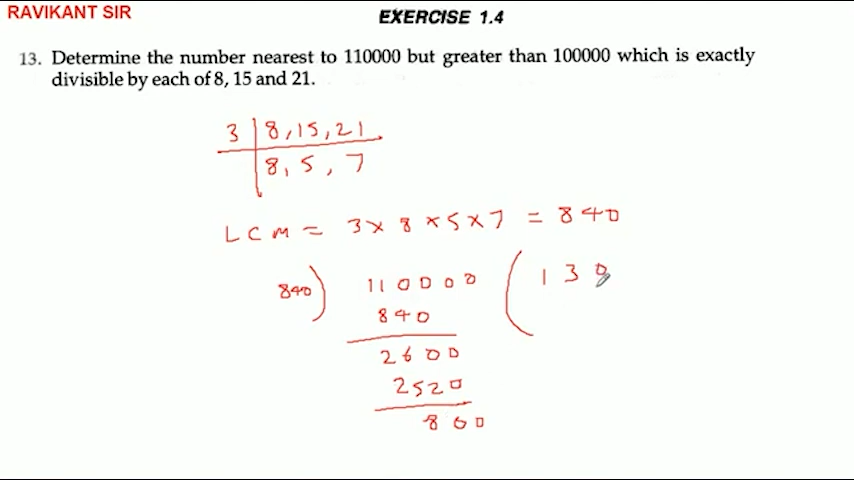 RAVIKANT SIR
EXERCISE 1.4
13. Determine the number nearest to 110000 but greater than 100000 which is exactly
divisible by each of 8, 15 and 21.
3 | 8, 15, 21
8, 5, 7
LCM = 3 × 8 × 5 × 7 = 840
840 ) 110000 ( 130
840
2600
2520
800